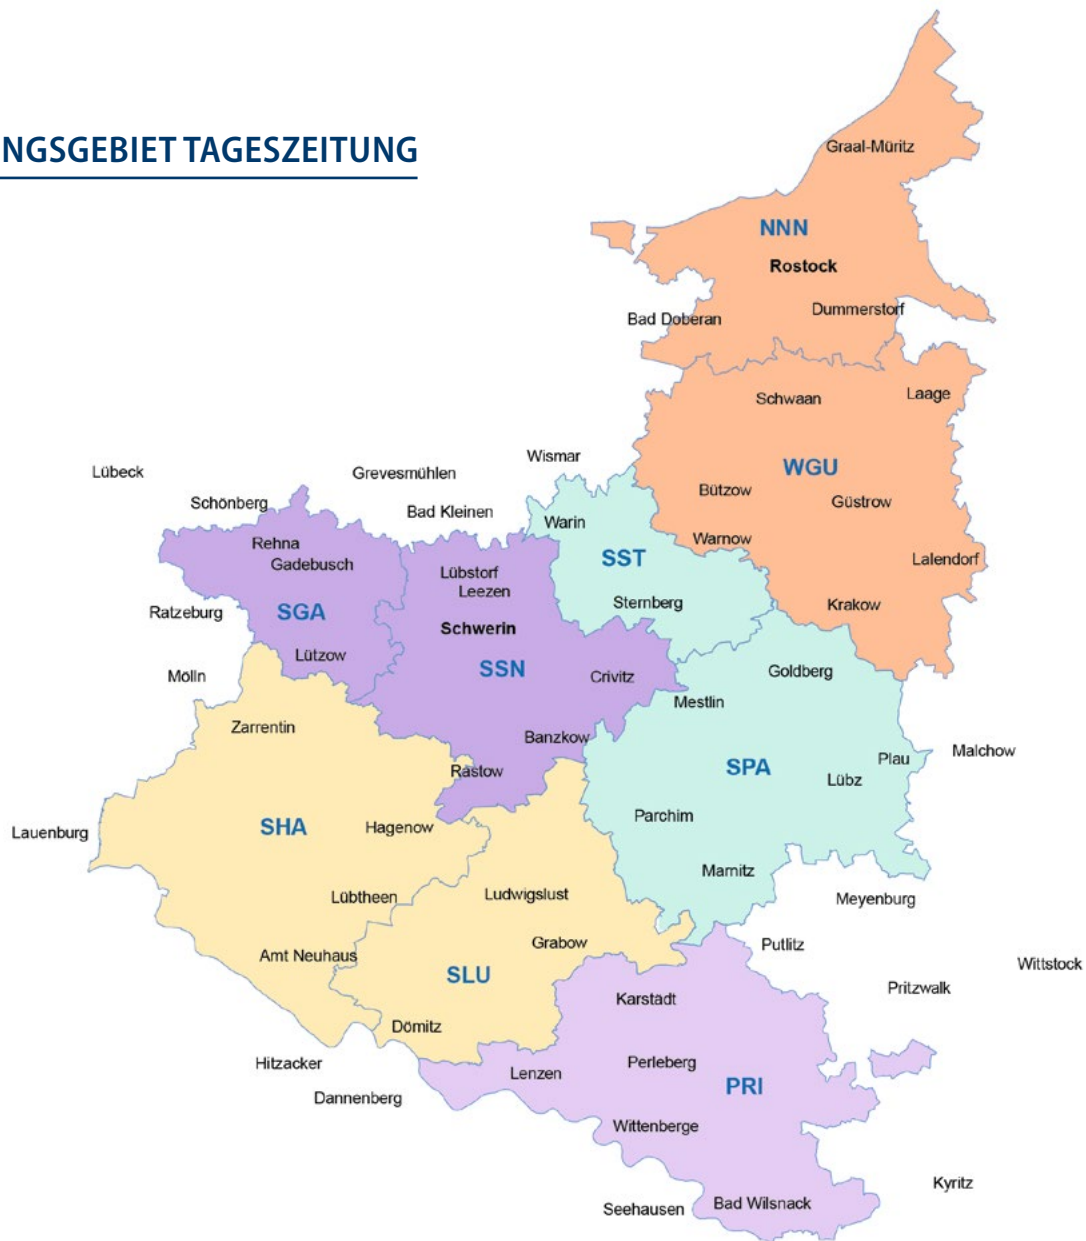 NGSGEBIET TAGESZEITUNG
Graal-Müritz
NNN
Rostock
Dummerstorf
Bad Doberan
Schwaan
Laage
Wismar
WGU
Lübeck
Grevesmühlen
Bützow
Güstrow
Schönberg
Bad Kleinen
Warin
Warnow
Rehna
Gadebusch
SST
Lalendorf
Lübstorf
Leezen
Sternberg
Krakow
Ratzeburg
SGA
Schwerin
Lützow
SSN
Crivitz
Goldberg
Mölln
Mestlin
Zarrentin
Banzkow
Malchow
Plau
SPA
Rastow
Lübz
Parchim
Lauenburg
SHA
Hagenow
Marnitz
Lübtheen
Ludwigslust
Meyenburg
Grabow
Putlitz
Amt Neuhaus
Wittstock
SLU
Pritzwalk
Karstädt
Dömitz
Hitzacker
Perleberg
Lenzen
PRI
Dannenberg
Wittenberge
Kyritz
Bad Wilsnack
Seehausen